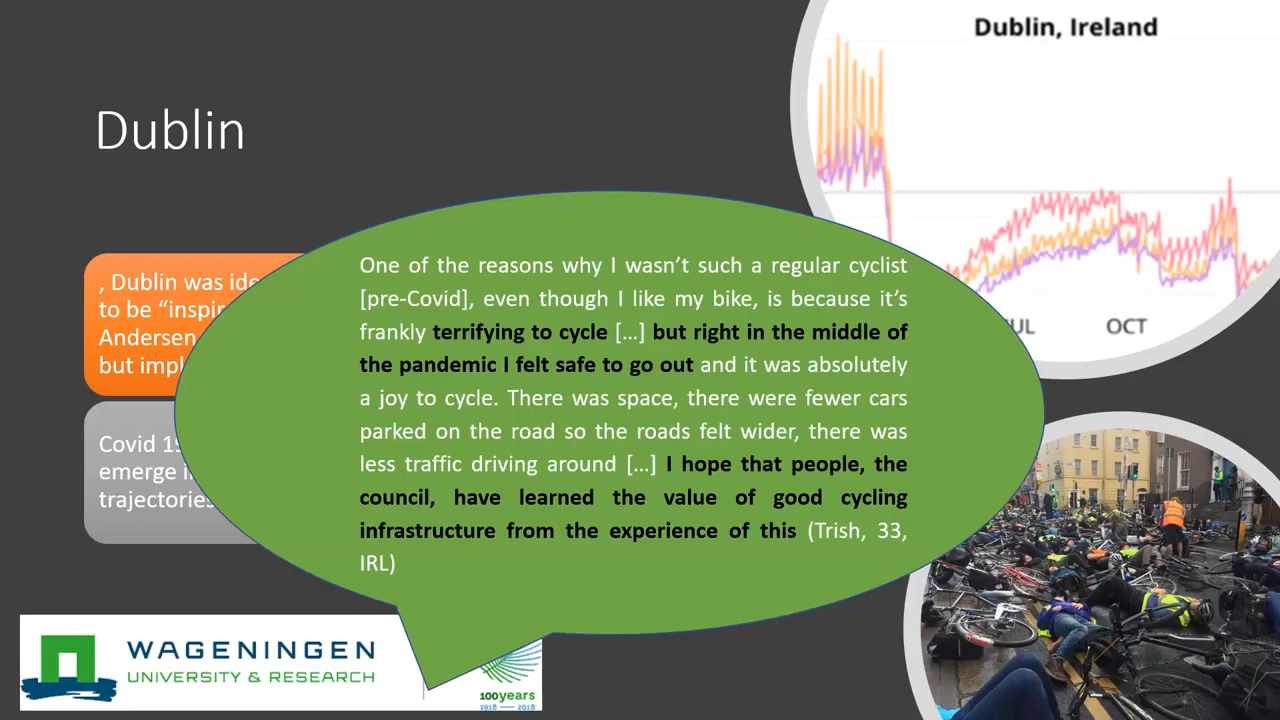 Dublin, Ireland
Dublin
, Dublin was ide
to be “inspir
Andersen
but impl
Covid 19
emerge i
trajectories
One of the reasons why I wasn’t such a regular cyclist
[pre-Covid], even though I like my bike, is because it’s
frankly terrifying to cycle […] but right in the middle of
the pandemic I felt safe to go out and it was absolutely
a joy to cycle. There was space, there were fewer cars
parked on the road so the roads felt wider, there was
less traffic driving around […] I hope that people, the
council, have learned the value of good cycling
infrastructure from the experience of this (Trish, 33,
IRL)
JUL OCT
WAGENINGEN
UNIVERSITY & RESEARCH
100years
1918 — 2018